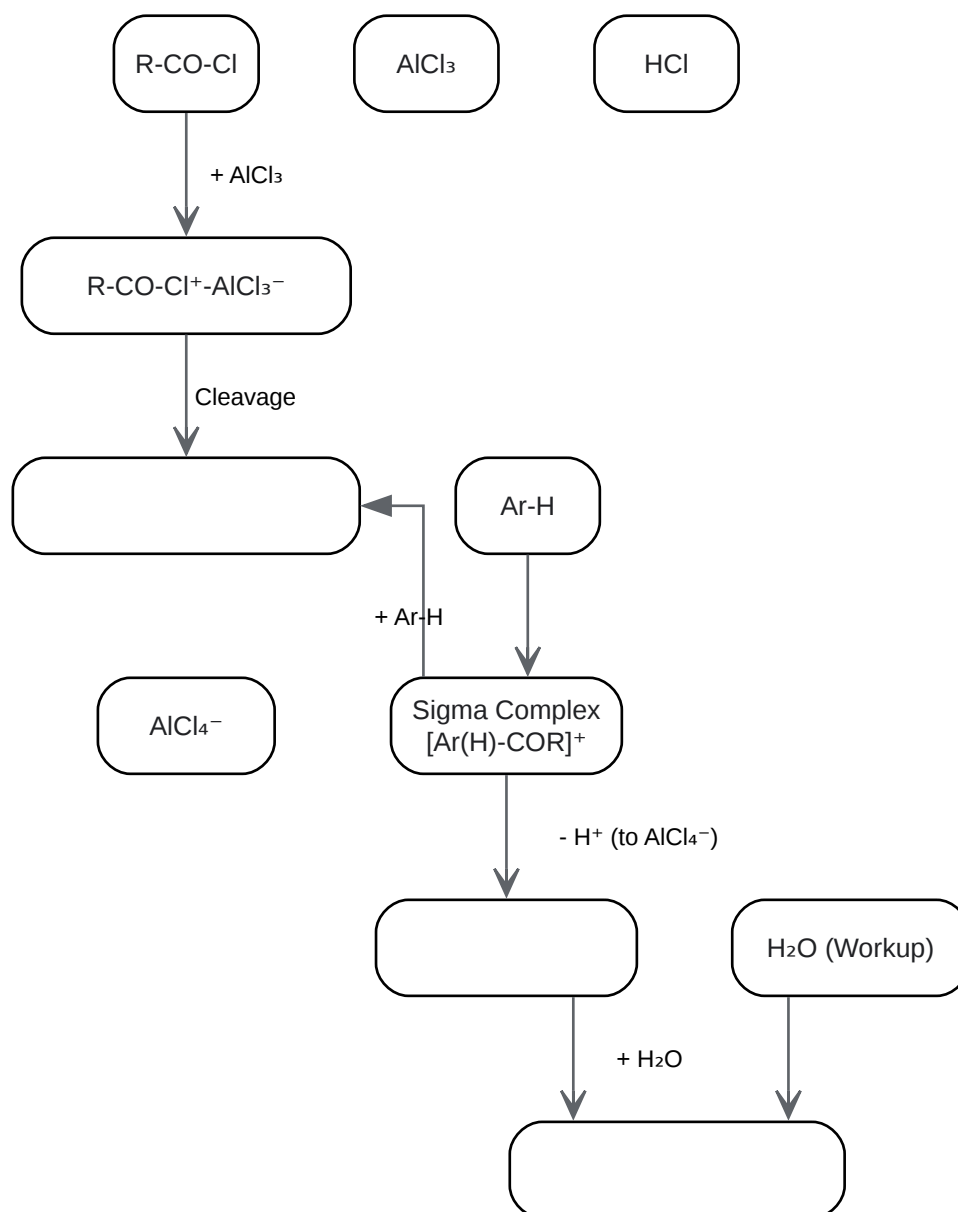 R-CO-Cl
AlCl₃
HCl
+ AlCl₃
R-CO-Cl⁺-AlCl₃⁻
Cleavage
Ar-H
+ Ar-H
AlCl₄⁻
Sigma Complex
[Ar(H)-COR]⁺
- H⁺ (to AlCl₄⁻)
H₂O (Workup)
+ H₂O